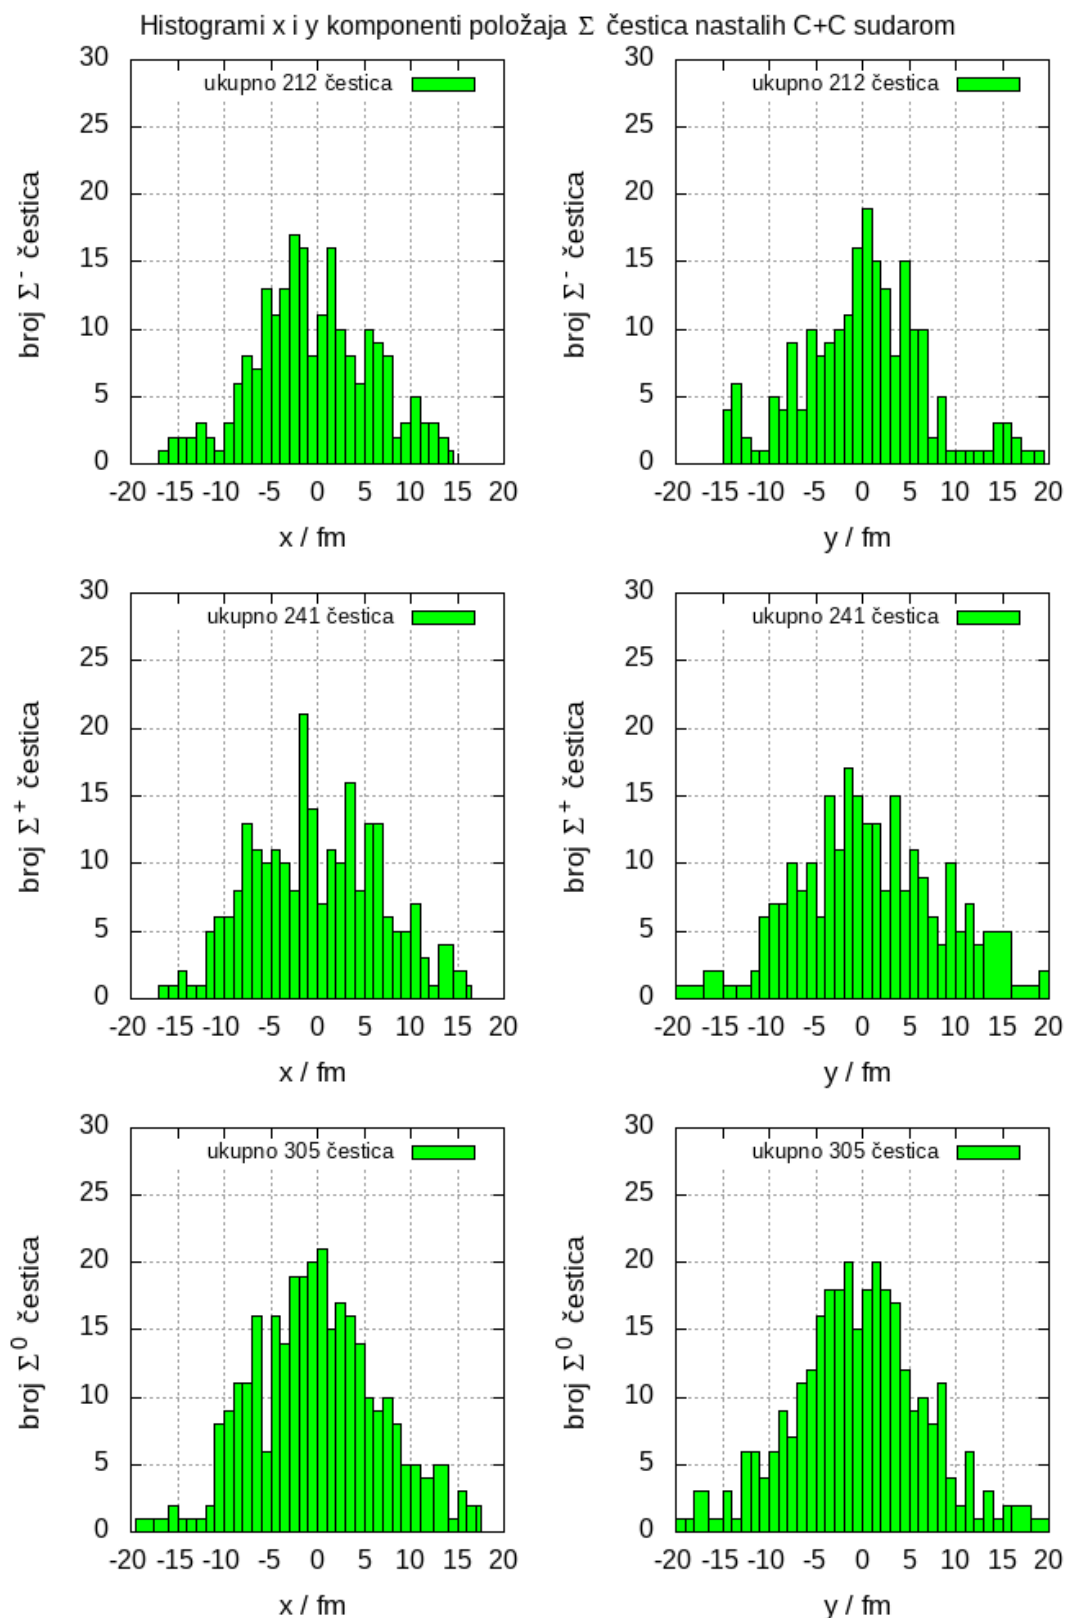 Histogrami x i y komponenti položaja Σ čestica nastalih C+C sudarom
30
25
20
15
10
5
0
broj Σ⁻ čestica
ukupno 212 čestica
-20 -15 -10 -5 0 5 10 15 20
x / fm
30
25
20
15
10
5
0
broj Σ⁻ čestica
ukupno 212 čestica
-20 -15 -10 -5 0 5 10 15 20
y / fm
30
25
20
15
10
5
0
broj Σ⁺ čestica
ukupno 241 čestica
-20 -15 -10 -5 0 5 10 15 20
x / fm
30
25
20
15
10
5
0
broj Σ⁺ čestica
ukupno 241 čestica
-20 -15 -10 -5 0 5 10 15 20
y / fm
30
25
20
15
10
5
0
broj Σ⁰ čestica
ukupno 305 čestica
-20 -15 -10 -5 0 5 10 15 20
x / fm
30
25
20
15
10
5
0
broj Σ⁰ čestica
ukupno 305 čestica
-20 -15 -10 -5 0 5 10 15 20
y / fm